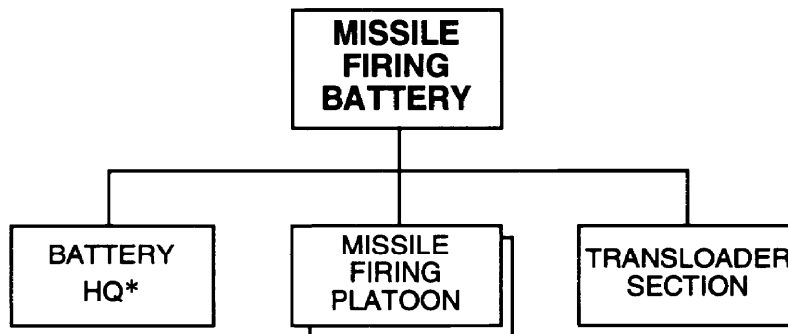 MISSILE
FIRING
BATTERY
BATTERY
HQ*
MISSILE
FIRING
PLATOON
TRANSLOADER
SECTION